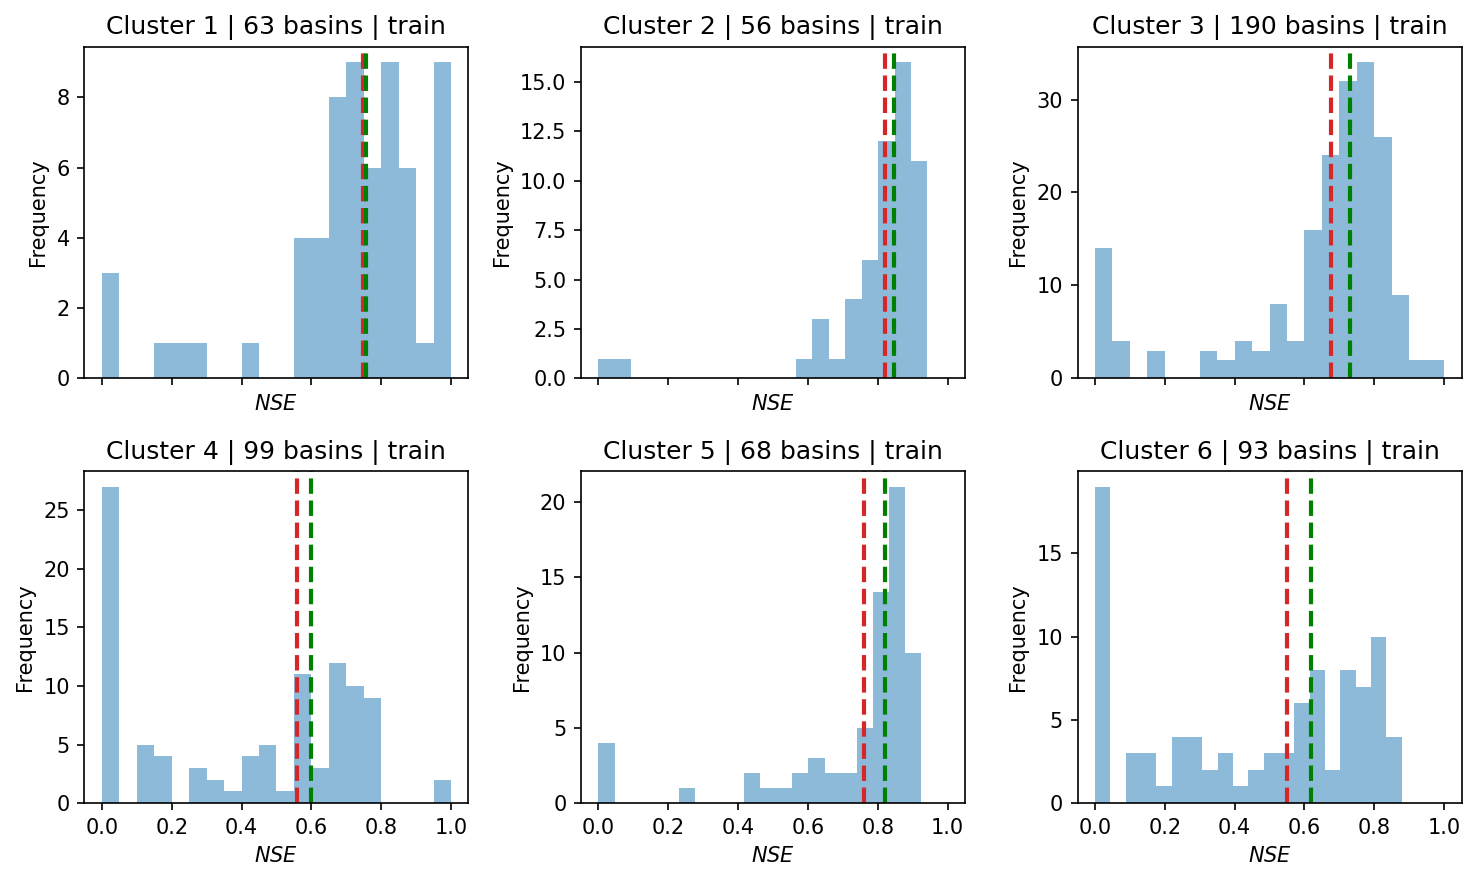 Cluster 1 | 63 basins | train
Cluster 2 | 56 basins | train
Cluster 3 | 190 basins | train
Frequency
8
6
4
2
0
NSE
Frequency
15.0
12.5
10.0
7.5
5.0
2.5
0.0
NSE
Frequency
30
20
10
0
NSE
Cluster 4 | 99 basins | train
Cluster 5 | 68 basins | train
Cluster 6 | 93 basins | train
Frequency
25
20
15
10
5
0
0.0 0.2 0.4 0.6 0.8 1.0
NSE
Frequency
20
15
10
5
0
0.0 0.2 0.4 0.6 0.8 1.0
NSE
Frequency
15
10
5
0
0.0 0.2 0.4 0.6 0.8 1.0
NSE